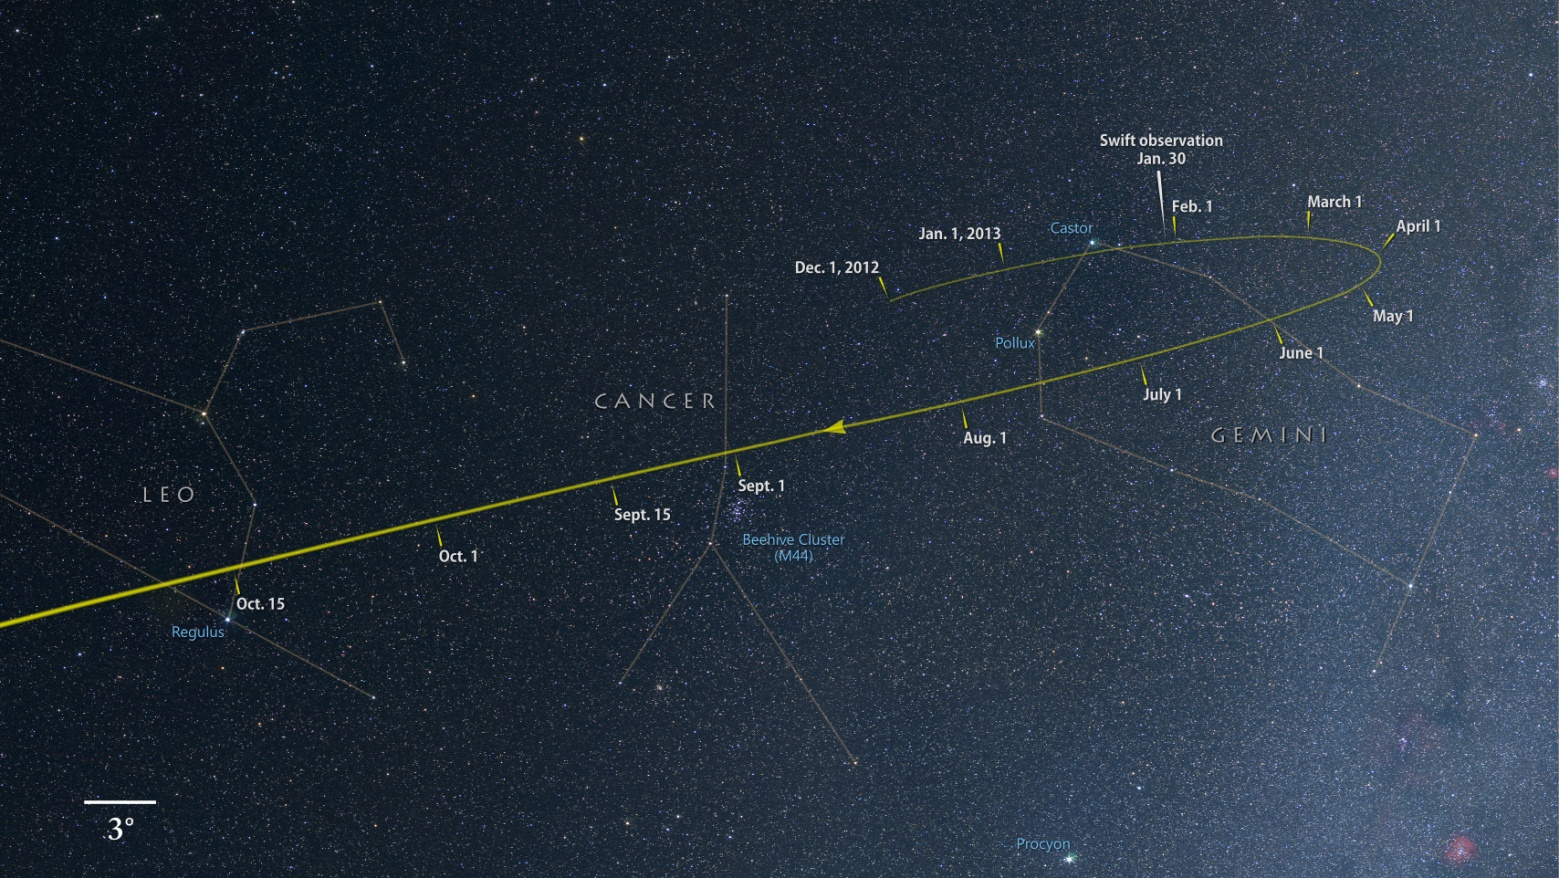 Swift observation
Jan. 30
Feb. 1
March 1
April 1
Castor
Jan. 1, 2013
Dec. 1, 2012
May 1
Pollux
June 1
July 1
CANCER
Aug. 1
GEMINI
Sept. 1
LEO
Sept. 15
Beehive Cluster
(M44)
Oct. 1
Oct. 15
Regulus
3°
Procyon